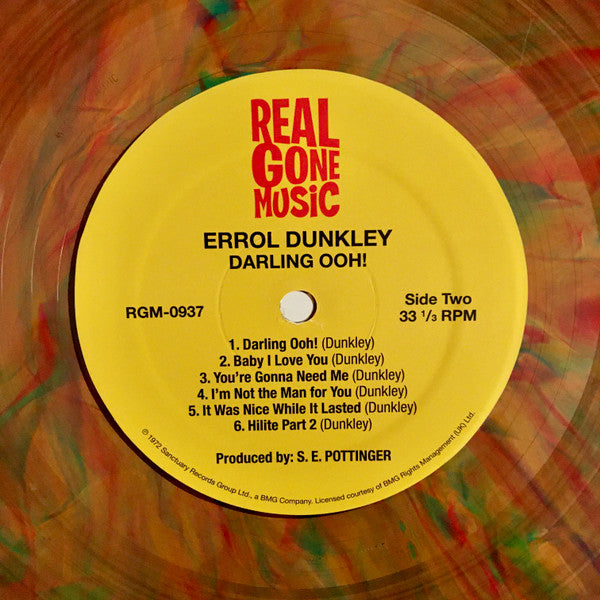 REAL
GONE
MUSiC
ERROL DUNKLEY
DARLING OOH!
RGM-0937
Side Two
33 1/3 RPM
1. Darling Ooh! (Dunkley)
2. Baby I Love You (Dunkley)
3. You're Gonna Need Me (Dunkley)
4. I'm Not the Man for You (Dunkley)
5. It Was Nice While It Lasted (Dunkley)
6. Hilite Part 2 (Dunkley)
Produced by: S. E. POTTINGER
© 1972 Sanctuary Records Group Ltd., a BMG Company. Licensed courtesy of BMG Rights Management (UK) Ltd.